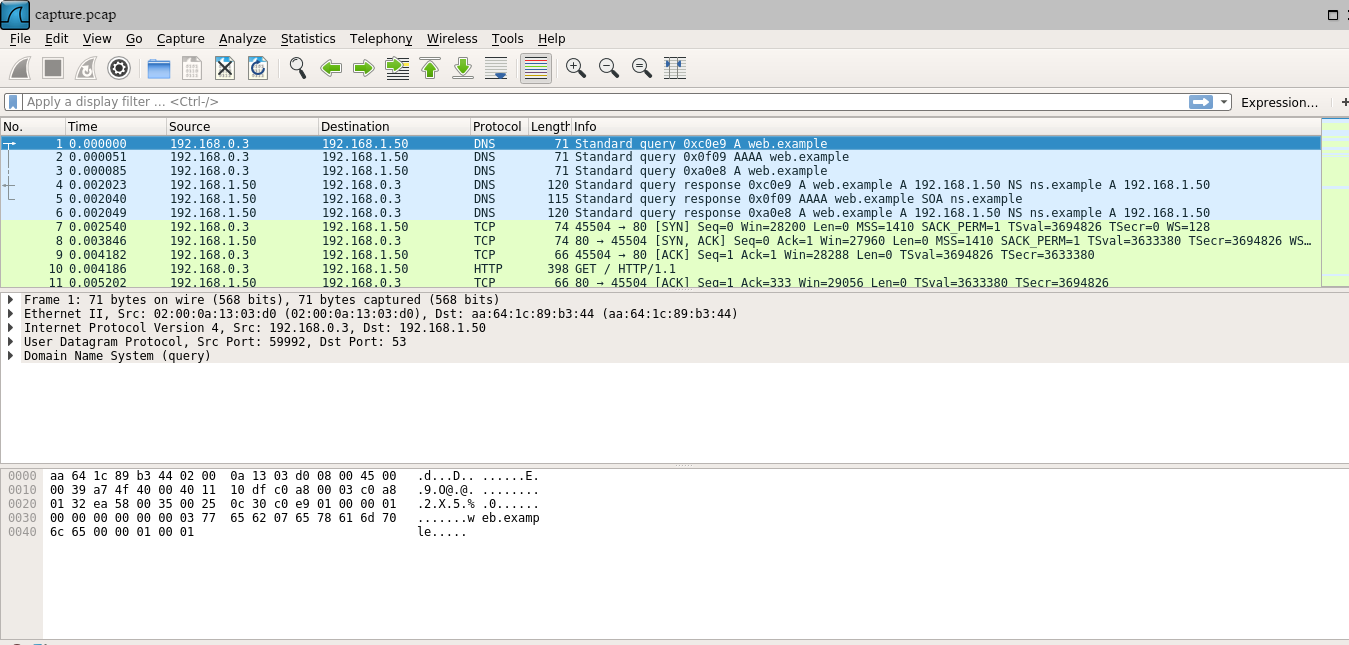 capture.pcap
File Edit View Go Capture Analyze Statistics Telephony Wireless Tools Help
Apply a display filter … <Ctrl-/> Expression… +
No. Time Source Destination Protocol Length Info
1 0.000000 192.168.0.3 192.168.1.50 DNS 71 Standard query 0xc0e9 A web.example
2 0.000051 192.168.0.3 192.168.1.50 DNS 71 Standard query 0x0f09 AAAA web.example
3 0.000085 192.168.0.3 192.168.1.50 DNS 71 Standard query 0xa0e8 A web.example
4 0.002023 192.168.1.50 192.168.0.3 DNS 120 Standard query response 0xc0e9 A web.example A 192.168.1.50 NS ns.example A 192.168.1.50
5 0.002040 192.168.1.50 192.168.0.3 DNS 115 Standard query response 0x0f09 AAAA web.example SOA ns.example
6 0.002049 192.168.1.50 192.168.0.3 DNS 120 Standard query response 0xa0e8 A web.example A 192.168.1.50 NS ns.example A 192.168.1.50
7 0.002540 192.168.0.3 192.168.1.50 TCP 74 45504 → 80 [SYN] Seq=0 Win=28200 Len=0 MSS=1410 SACK_PERM=1 TSval=3694826 TSecr=0 WS=128
8 0.003846 192.168.1.50 192.168.0.3 TCP 74 80 → 45504 [SYN, ACK] Seq=0 Ack=1 Win=27960 Len=0 MSS=1410 SACK_PERM=1 TSval=3633380 TSecr=3694826 WS…
9 0.004182 192.168.0.3 192.168.1.50 TCP 66 45504 → 80 [ACK] Seq=1 Ack=1 Win=28288 Len=0 TSval=3694826 TSecr=3633380
10 0.004186 192.168.0.3 192.168.1.50 HTTP 398 GET / HTTP/1.1
11 0.005202 192.168.1.50 192.168.0.3 TCP 66 80 → 45504 [ACK] Seq=1 Ack=333 Win=29056 Len=0 TSval=3633380 TSecr=3694826
Frame 1: 71 bytes on wire (568 bits), 71 bytes captured (568 bits)
Ethernet II, Src: 02:00:0a:13:03:d0 (02:00:0a:13:03:d0), Dst: aa:64:1c:89:b3:44 (aa:64:1c:89:b3:44)
Internet Protocol Version 4, Src: 192.168.0.3, Dst: 192.168.1.50
User Datagram Protocol, Src Port: 59992, Dst Port: 53
Domain Name System (query)
0000 aa 64 1c 89 b3 44 02 00 0a 13 03 d0 08 00 45 00 .d...D.. ......E.
0010 00 39 a7 4f 40 00 40 11 10 df c0 a8 00 03 c0 a8 .9.O@.@. ........
0020 01 32 ea 58 00 35 00 25 0c 30 c0 e9 01 00 00 01 .2.X.5.% .0......
0030 00 00 00 00 00 00 03 77 65 62 07 65 78 61 6d 70 .......w eb.examp
0040 6c 65 00 00 01 00 01 le.....